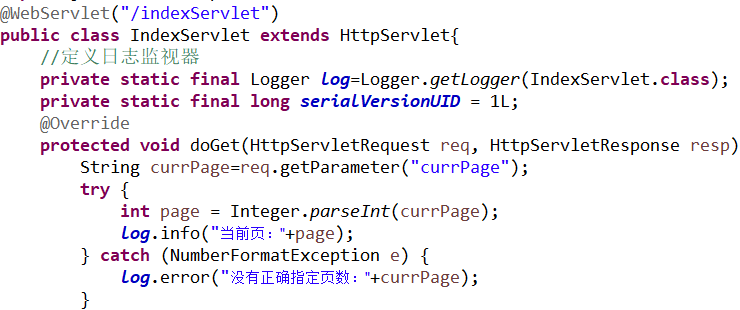 @WebServlet("/indexServlet")
public class IndexServlet extends HttpServlet{
    //定义日志监视器
    private static final Logger log=Logger.getLogger(IndexServlet.class);
    private static final long serialVersionUID = 1L;
    @Override
    protected void doGet(HttpServletRequest req, HttpServletResponse resp)
        String currPage=req.getParameter("currPage");
        try {
            int page = Integer.parseInt(currPage);
            log.info("当前页："+page);
        } catch (NumberFormatException e) {
            log.error("没有正确指定页数："+currPage);
        }